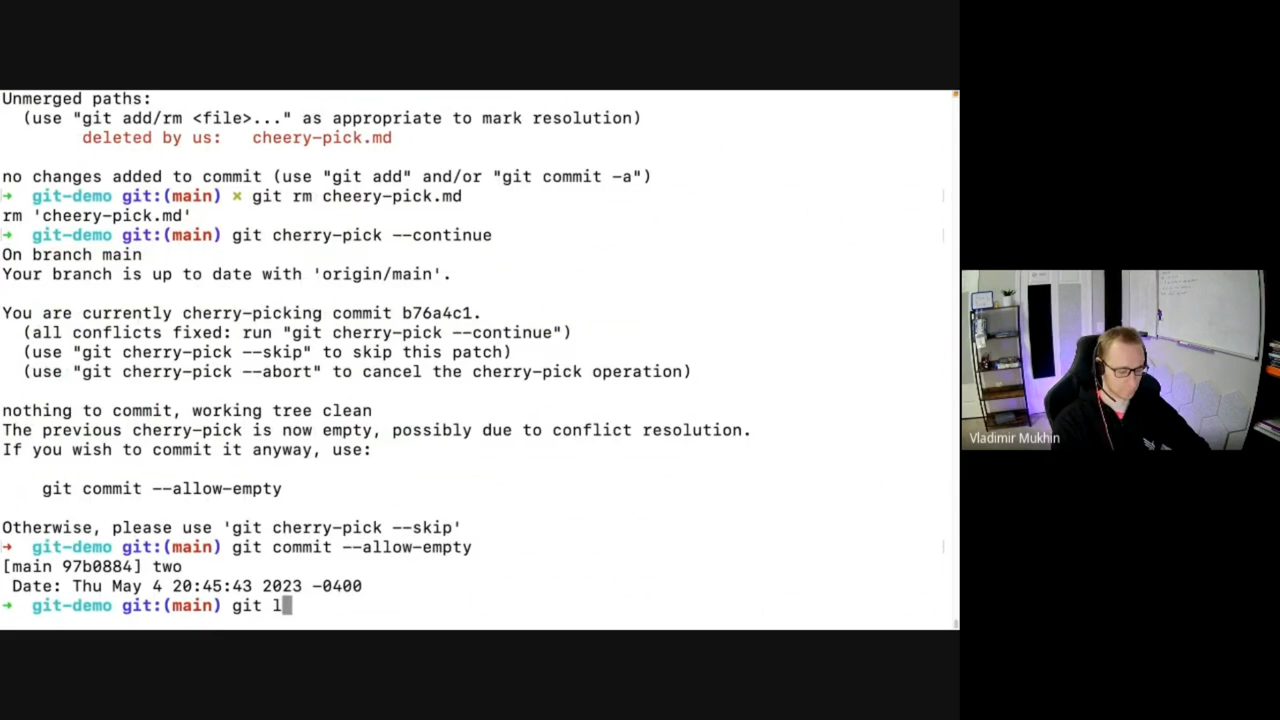 Unmerged paths:
(use "git add/rm <file>..." as appropriate to mark resolution)
deleted by us: cheery-pick.md
no changes added to commit (use "git add" and/or "git commit -a")
→ git-demo git:(main) × git rm cheery-pick.md
rm 'cheery-pick.md'
→ git-demo git:(main) git cherry-pick --continue
On branch main
Your branch is up to date with 'origin/main'.
You are currently cherry-picking commit b76a4c1.
(all conflicts fixed: run "git cherry-pick --continue")
(use "git cherry-pick --skip" to skip this patch)
(use "git cherry-pick --abort" to cancel the cherry-pick operation)
nothing to commit, working tree clean
The previous cherry-pick is now empty, possibly due to conflict resolution.
If you wish to commit it anyway, use:
git commit --allow-empty
Otherwise, please use 'git cherry-pick --skip'
→ git-demo git:(main) git commit --allow-empty
[main 97b0884] two
Date: Thu May 4 20:45:43 2023 -0400
→ git-demo git:(main) git l
Vladimir Mukhin